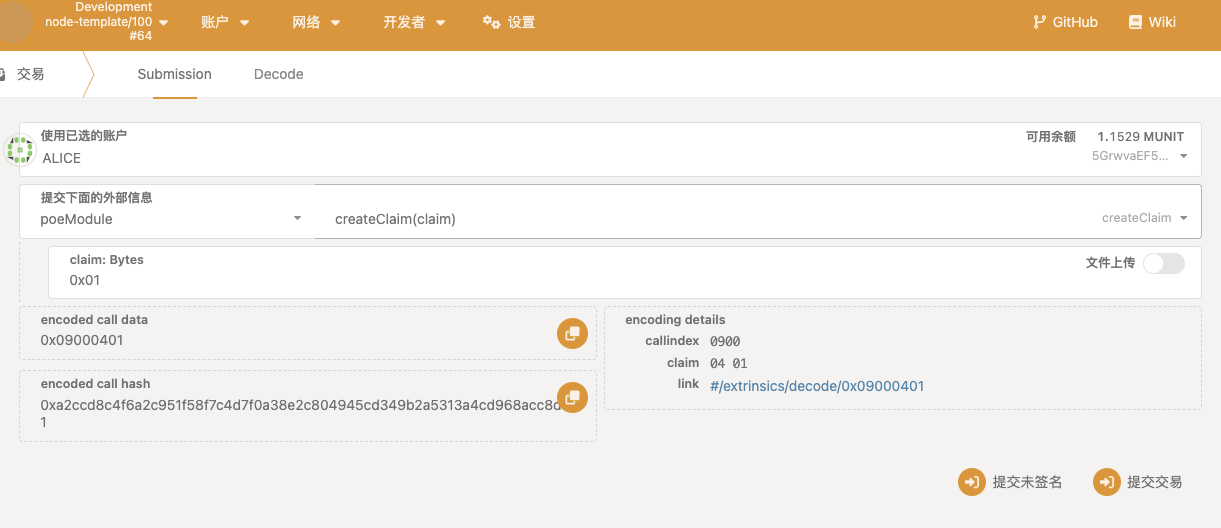 Development
node-template/100
#64
账户
网络
开发者
设置
GitHub
Wiki
交易
Submission
Decode
使用已选的账户
ALICE
可用余额 1.1529 MUNIT
5GrwvaEF5...
提交下面的外部信息
poeModule
createClaim(claim)
createClaim
claim: Bytes
0x01
文件上传
encoded call data
0x09000401
encoded call hash
0xa2ccd8c4f6a2c951f58f7c4d7f0a38e2c804945cd349b2a5313a4cd968acc8d
1
encoding details
callindex 0900
claim 04 01
link #/extrinsics/decode/0x09000401
提交未签名
提交交易